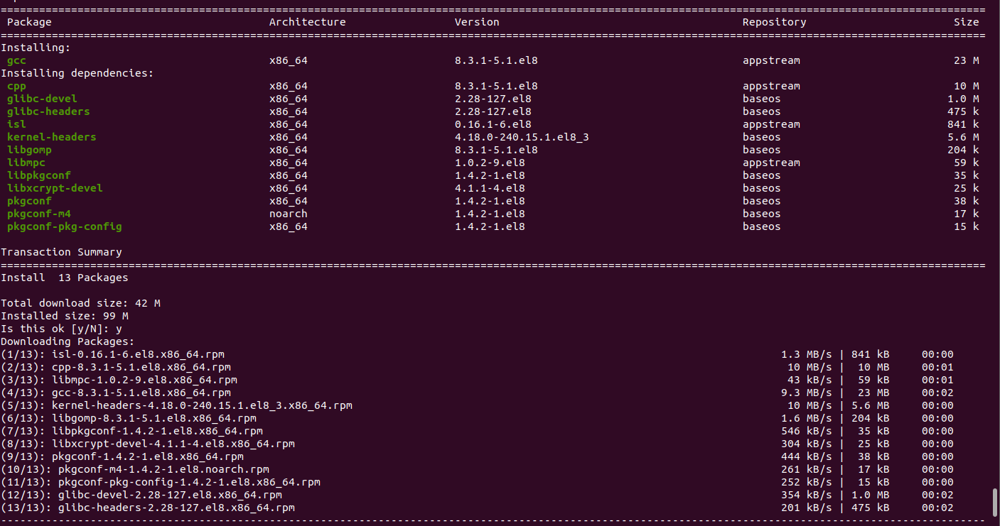 ================================================================================
Package Architecture Version Repository Size
================================================================================
Installing:
gcc x86_64 8.3.1-5.1.el8 appstream 23 M
Installing dependencies:
cpp x86_64 8.3.1-5.1.el8 appstream 10 M
glibc-devel x86_64 2.28-127.el8 baseos 1.0 M
glibc-headers x86_64 2.28-127.el8 baseos 475 k
isl x86_64 0.16.1-6.el8 appstream 841 k
kernel-headers x86_64 4.18.0-240.15.1.el8_3 baseos 5.6 M
libgomp x86_64 8.3.1-5.1.el8 baseos 204 k
libmpc x86_64 1.0.2-9.el8 appstream 59 k
libpkgconf x86_64 1.4.2-1.el8 baseos 35 k
libxcrypt-devel x86_64 4.1.1-4.el8 baseos 25 k
pkgconf x86_64 1.4.2-1.el8 baseos 38 k
pkgconf-m4 noarch 1.4.2-1.el8 baseos 17 k
pkgconf-pkg-config x86_64 1.4.2-1.el8 baseos 15 k
Transaction Summary
================================================================================
Install  13 Packages
Total download size: 42 M
Installed size: 99 M
Is this ok [y/N]: y
Downloading Packages:
(1/13): isl-0.16.1-6.el8.x86_64.rpm 1.3 MB/s | 841 kB 00:00
(2/13): cpp-8.3.1-5.1.el8.x86_64.rpm 10 MB/s | 10 MB 00:01
(3/13): libmpc-1.0.2-9.el8.x86_64.rpm 43 kB/s | 59 kB 00:01
(4/13): gcc-8.3.1-5.1.el8.x86_64.rpm 9.3 MB/s | 23 MB 00:02
(5/13): kernel-headers-4.18.0-240.15.1.el8_3.x86_64.rpm 10 MB/s | 5.6 MB 00:00
(6/13): libgomp-8.3.1-5.1.el8.x86_64.rpm 1.6 MB/s | 204 kB 00:00
(7/13): libpkgconf-1.4.2-1.el8.x86_64.rpm 546 kB/s | 35 kB 00:00
(8/13): libxcrypt-devel-4.1.1-4.el8.x86_64.rpm 304 kB/s | 25 kB 00:00
(9/13): pkgconf-1.4.2-1.el8.x86_64.rpm 444 kB/s | 38 kB 00:00
(10/13): pkgconf-m4-1.4.2-1.el8.noarch.rpm 261 kB/s | 17 kB 00:00
(11/13): pkgconf-pkg-config-1.4.2-1.el8.x86_64.rpm 252 kB/s | 15 kB 00:00
(12/13): glibc-devel-2.28-127.el8.x86_64.rpm 354 kB/s | 1.0 MB 00:02
(13/13): glibc-headers-2.28-127.el8.x86_64.rpm 201 kB/s | 475 kB 00:02
--------------------------------------------------------------------------------